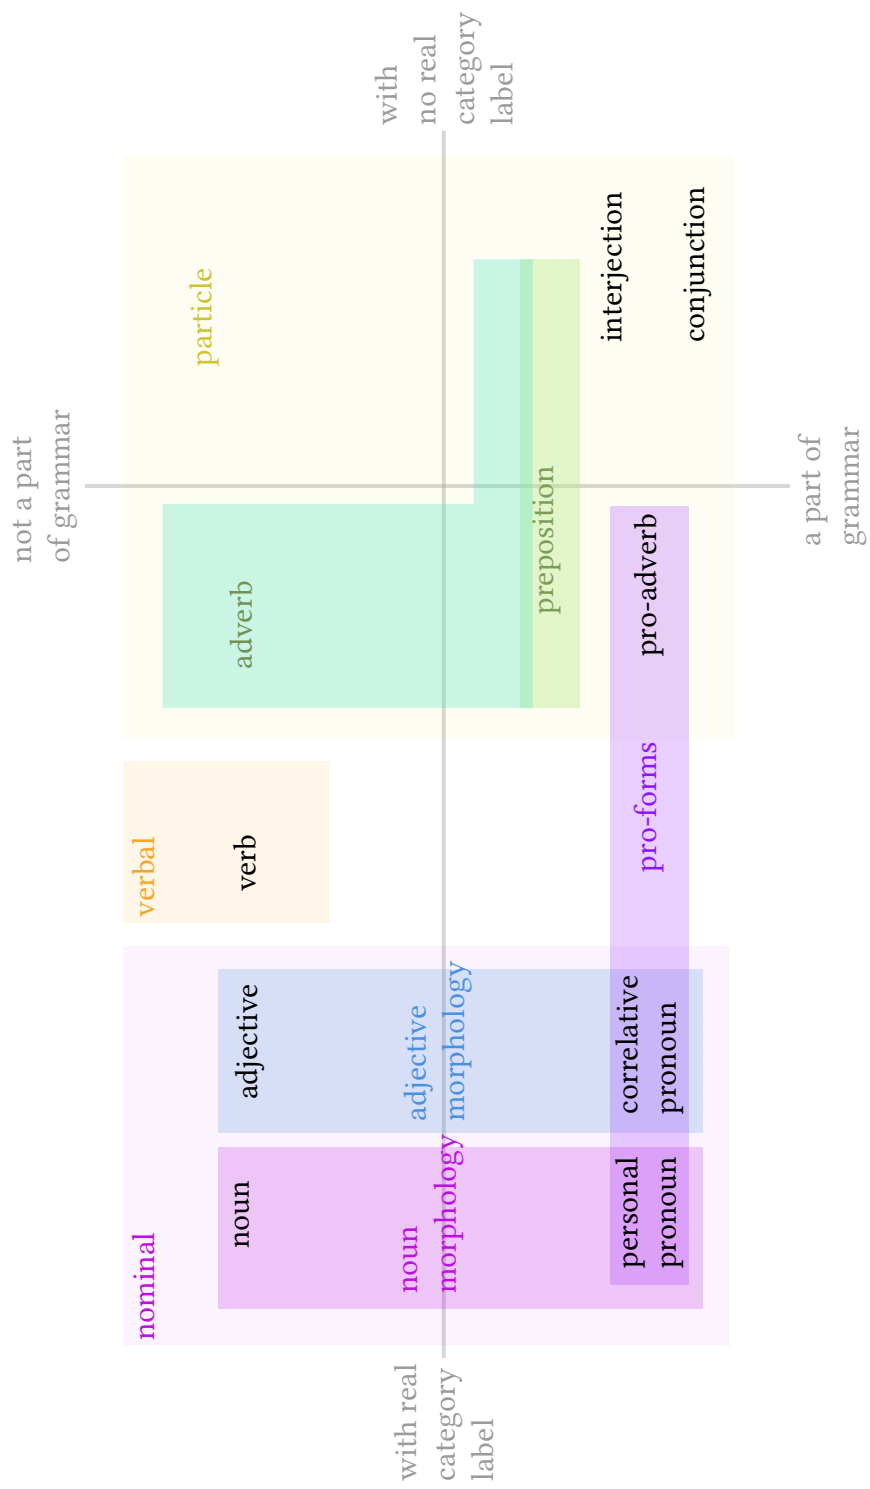 not a part
of grammar
with real
category
label
with
no real
category
label
a part of
grammar
nominal
verbal
particle
noun
adjective
verb
adverb
noun
morphology
adjective
morphology
preposition
interjection
conjunction
personal
pronoun
correlative
pronoun
pro-forms
pro-adverb